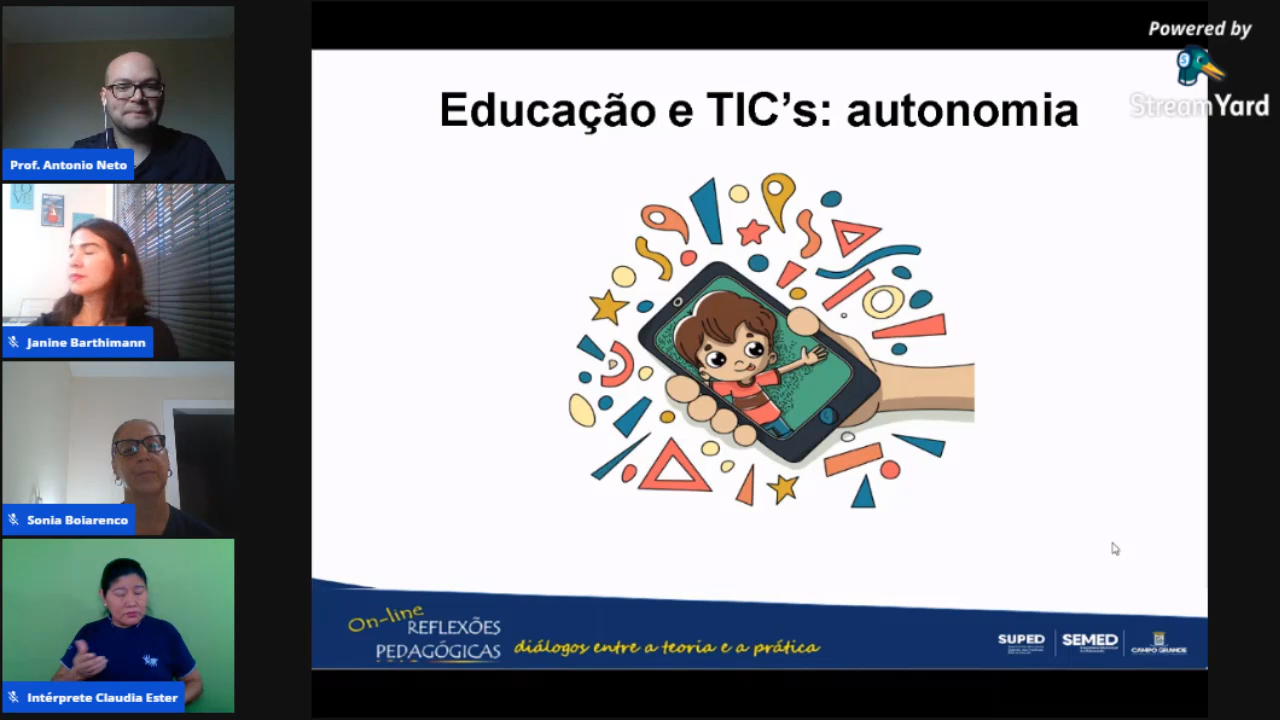 Prof. Antonio Neto
Janine Barthimann
Sonia Boiarenco
Intérprete Claudia Ester
Powered by
StreamYard
Educação e TIC's: autonomia
On-line
REFLEXÕES
PEDAGÓGICAS
diálogos entre a teoria e a prática
SUPED
SEMED
CAMPO GRANDE